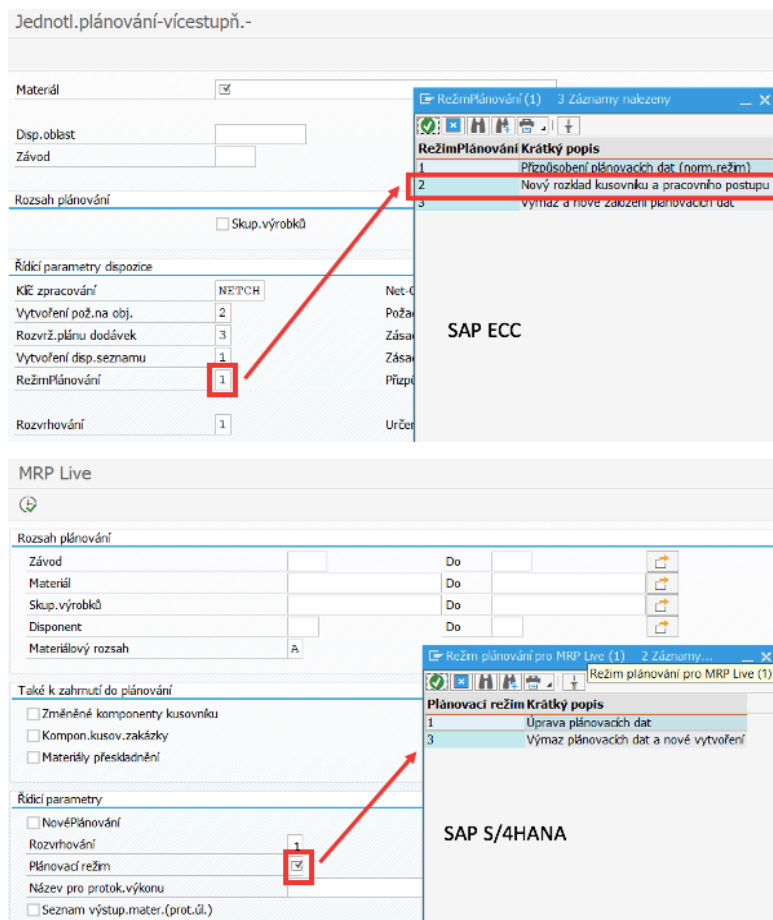 Jednotl.plánování-vícestupň.-
Materiál
Disp.oblast
Závod
Rozsah plánování
Skup.výrobků
Řídicí parametry dispozice
Klíč zpracování NETCH Net-
Vytvoření pož.na obj. 2 Poža
Rozvrž.plánu dodávek 3 Zása
Vytvoření disp.seznamu 1 Zása
RežimPlánování 1 Přizpů
Rozvrhování 1 Určer
RežimPlánování (1) 3 Záznamy nalezeny
RežimPlánování Krátký popis
1 Přizpůsobení plánovacích dat (norm.režim)
2 Nový rozklad kusovníku a pracovního postupu
3 Výmaz a nové založení plánovacích dat
SAP ECC
MRP Live
Rozsah plánování
Závod Do
Materiál Do
Skup.výrobků Do
Disponent Do
Materiálový rozsah A
Také k zahrnutí do plánování
Změněné komponenty kusovníku
Kompon.kusov.zakázky
Materiály přeskladnění
Řídicí parametry
NovéPlánování
Rozvrhování 1
Plánovací režim
Název pro protok.výkonu
Seznam výstup.mater.(prot.úl.)
Režim plánování pro MRP Live (1) 2 Záznamy...
Režim plánování pro MRP Live (1)
Plánovací režim Krátký popis
1 Úprava plánovacích dat
3 Výmaz plánovacích dat a nové vytvoření
SAP S/4HANA